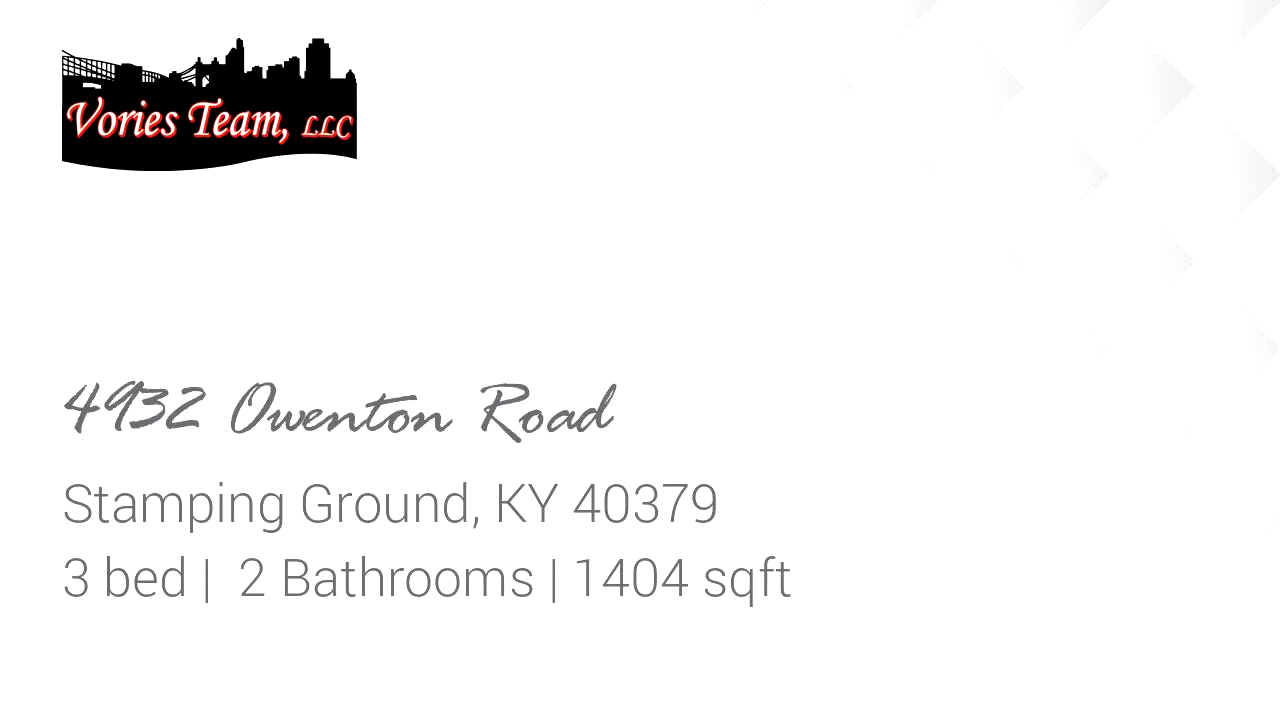 Vories Team, LLC
4932 Owenton Road
Stamping Ground, KY 40379
3 bed | 2 Bathrooms | 1404 sqft